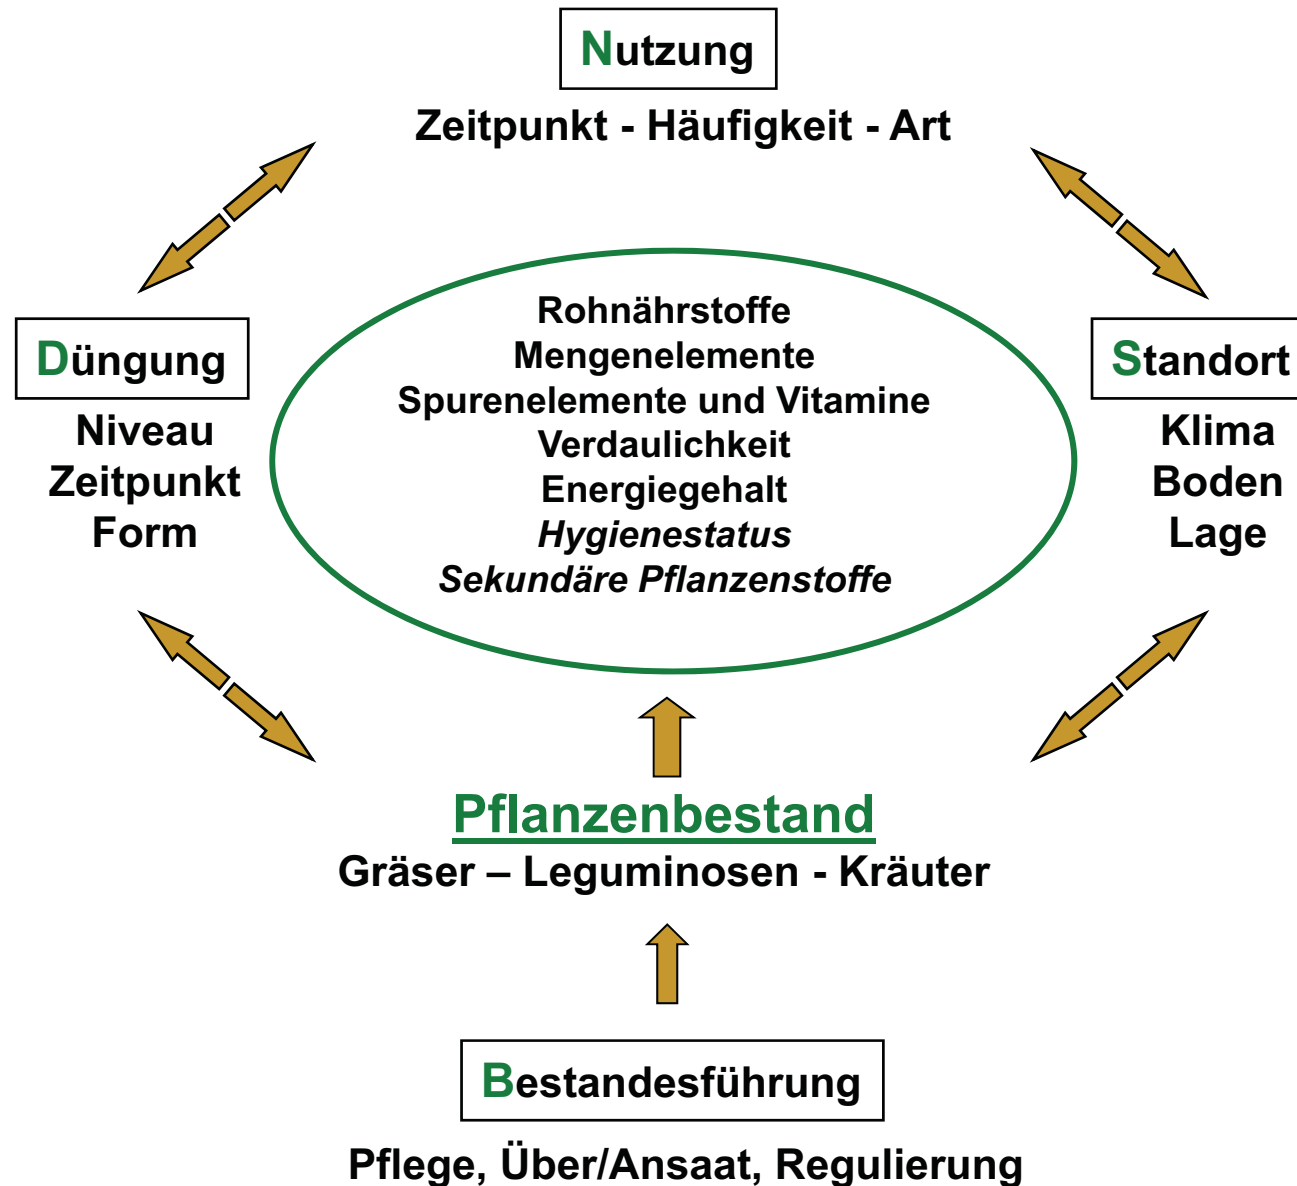 Nutzung
Zeitpunkt - Häufigkeit - Art
Düngung
Niveau
Zeitpunkt
Form
Rohnährstoffe
Mengenelemente
Spurenelemente und Vitamine
Verdaulichkeit
Energiegehalt
Hygienestatus
Sekundäre Pflanzenstoffe
Standort
Klima
Boden
Lage
Pflanzenbestand
Gräser – Leguminosen - Kräuter
Bestandesführung
Pflege, Über/Ansaat, Regulierung